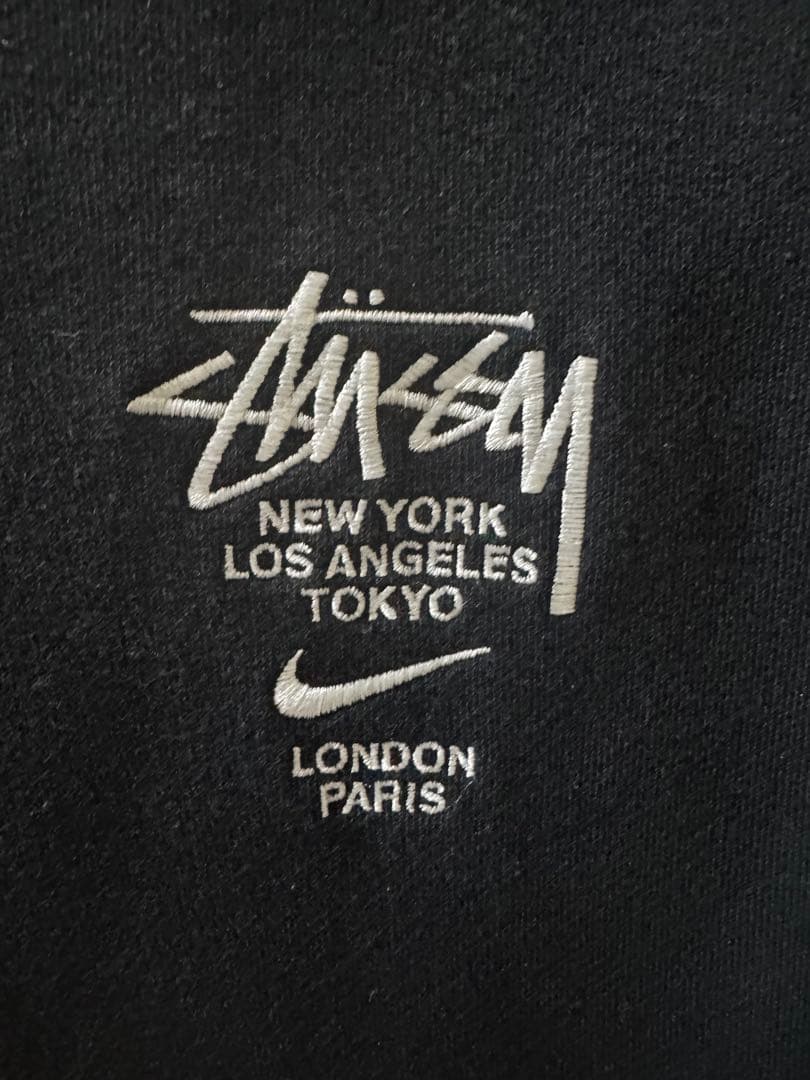 Stüssy
NEW YORK
LOS ANGELES
TOKYO
LONDON
PARIS